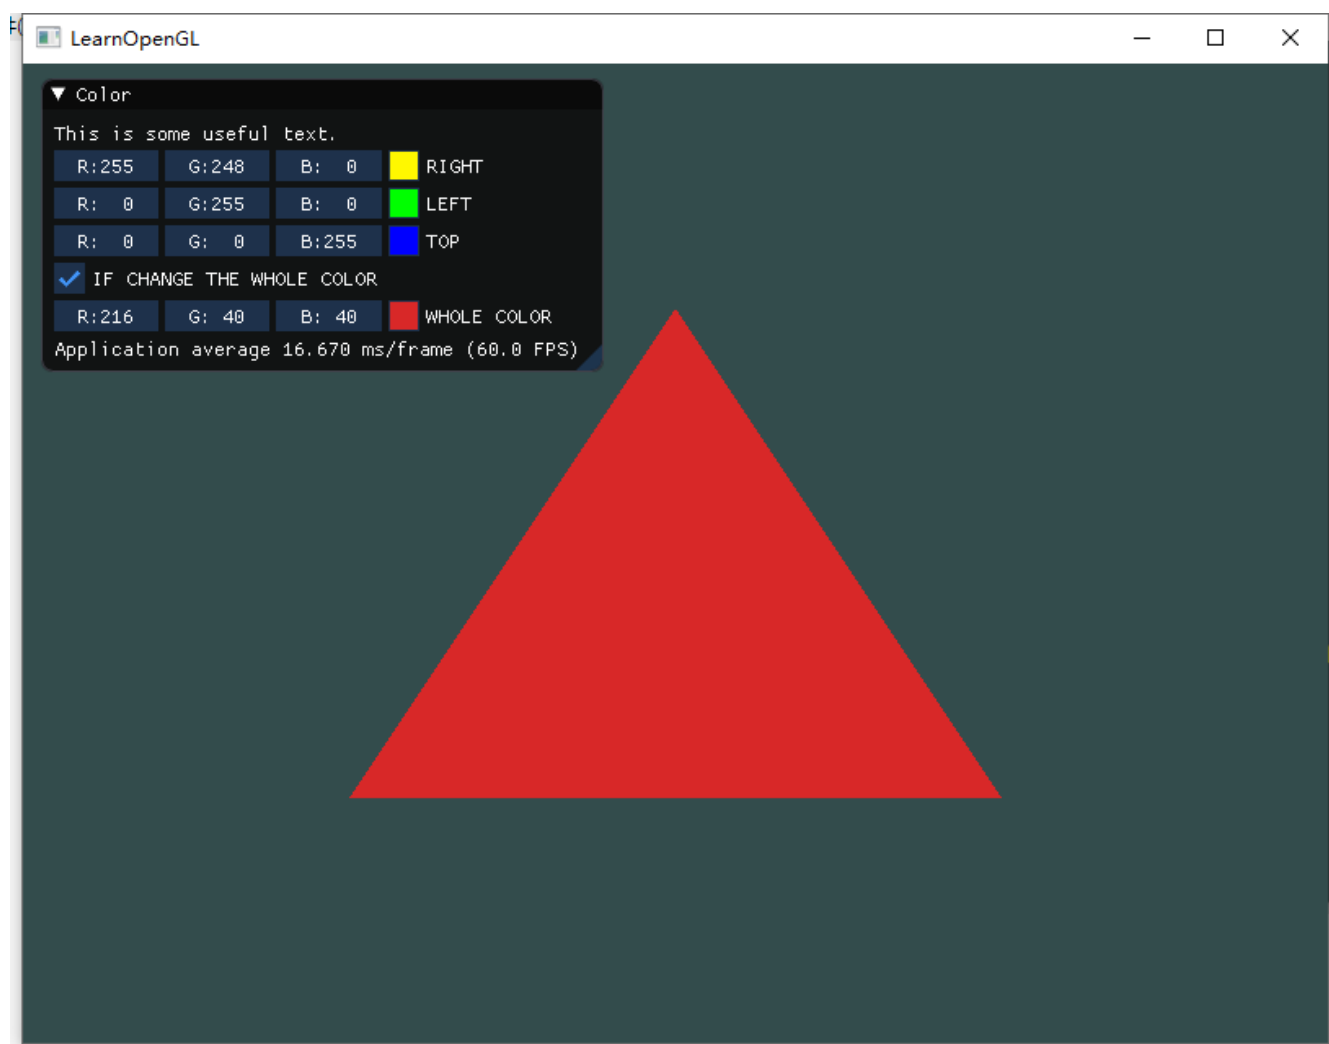 LearnOpenGL
Color
This is some useful text.
R:255 G:248 B: 0 RIGHT
R: 0 G:255 B: 0 LEFT
R: 0 G: 0 B:255 TOP
IF CHANGE THE WHOLE COLOR
R:216 G: 40 B: 40 WHOLE COLOR
Application average 16.670 ms/frame (60.0 FPS)